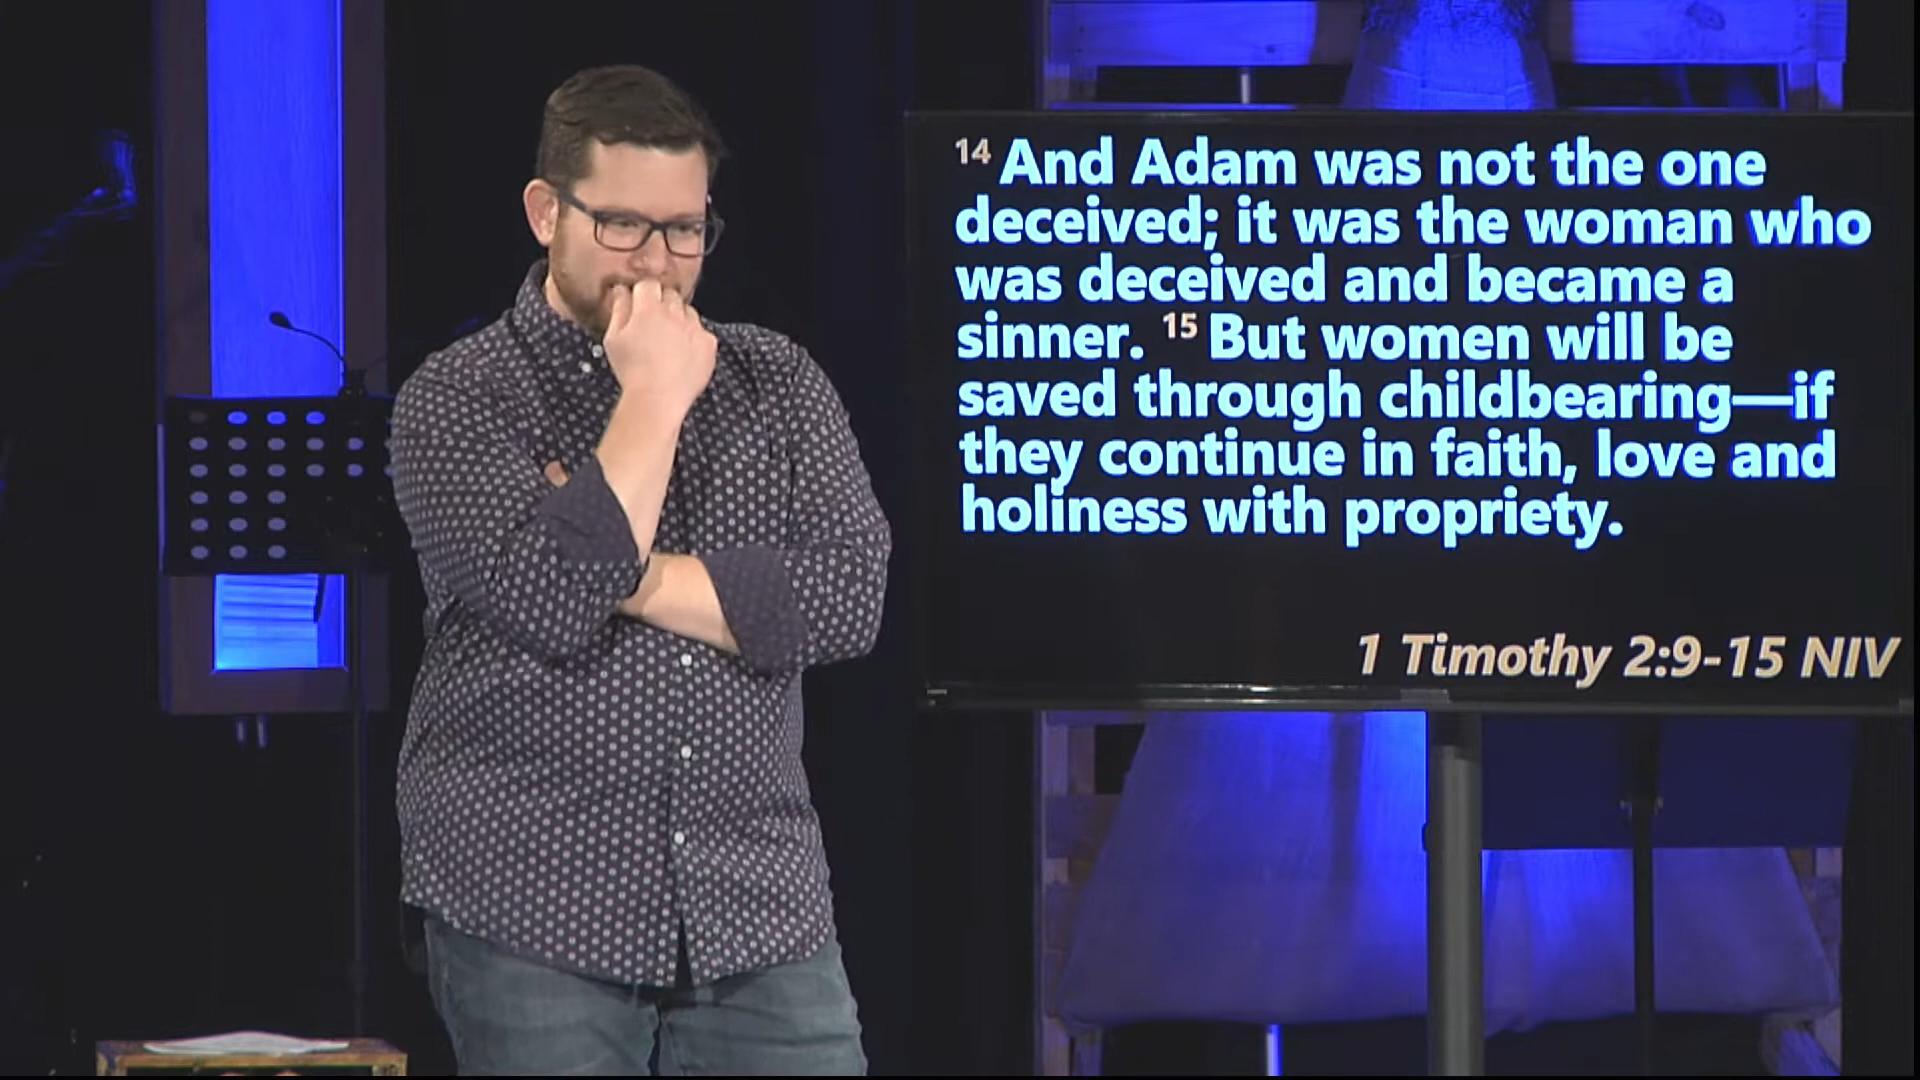 14 And Adam was not the one
deceived; it was the woman who
was deceived and became a
sinner. 15 But women will be
saved through childbearing—if
they continue in faith, love and
holiness with propriety.
1 Timothy 2:9-15 NIV